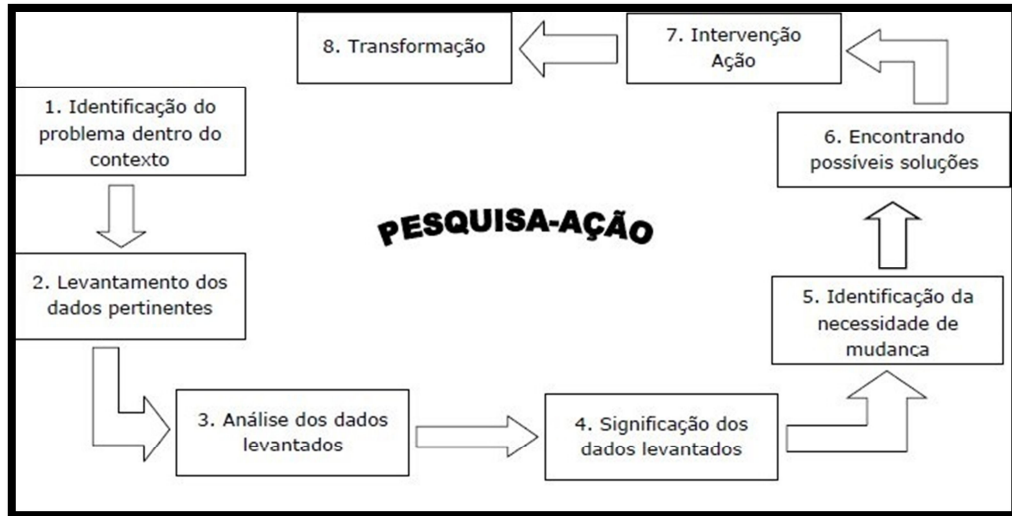 1. Identificação do
problema dentro do
contexto
2. Levantamento dos
dados pertinentes
3. Análise dos dados
levantados
4. Significação dos
dados levantados
5. Identificação da
necessidade de
mudança
6. Encontrando
possíveis soluções
7. Intervenção
Ação
8. Transformação
PESQUISA-AÇÃO